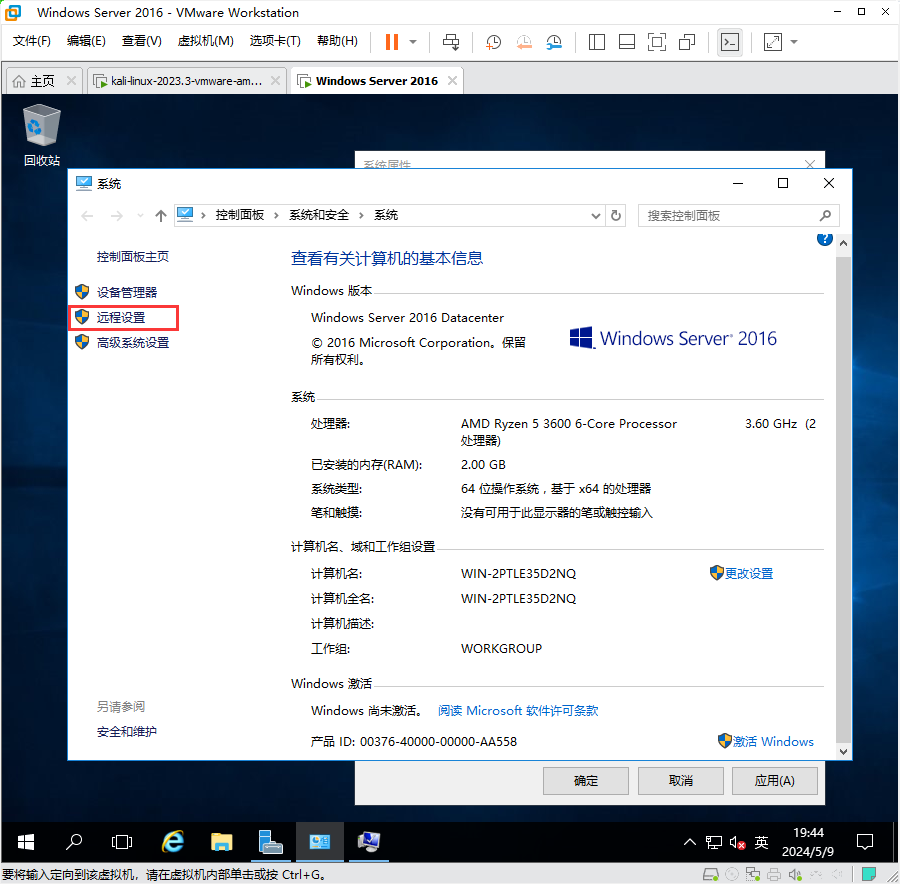 Windows Server 2016 - VMware Workstation
文件(F) 编辑(E) 查看(V) 虚拟机(M) 选项卡(T) 帮助(H)
主页 kali-linux-2023.3-vmware-am... Windows Server 2016
回收站
系统属性
系统
控制面板 系统和安全 系统 搜索控制面板
控制面板主页
设备管理器
远程设置
高级系统设置
查看有关计算机的基本信息
Windows 版本
Windows Server 2016 Datacenter
© 2016 Microsoft Corporation。保留
所有权利。
Windows Server® 2016
系统
处理器: AMD Ryzen 5 3600 6-Core Processor 3.60 GHz (2
处理器)
已安装的内存(RAM): 2.00 GB
系统类型: 64 位操作系统，基于 x64 的处理器
笔和触摸: 没有可用于此显示器的笔或触控输入
计算机名、域和工作组设置
计算机名: WIN-2PTLE35D2NQ 更改设置
计算机全名: WIN-2PTLE35D2NQ
计算机描述:
工作组: WORKGROUP
Windows 激活
Windows 尚未激活。 阅读 Microsoft 软件许可条款
产品 ID: 00376-40000-00000-AA558 激活 Windows
另请参阅
安全和维护
确定 取消 应用(A)
英
19:44
2024/5/9
要将输入定向到该虚拟机，请在虚拟机内部单击或按 Ctrl+G。